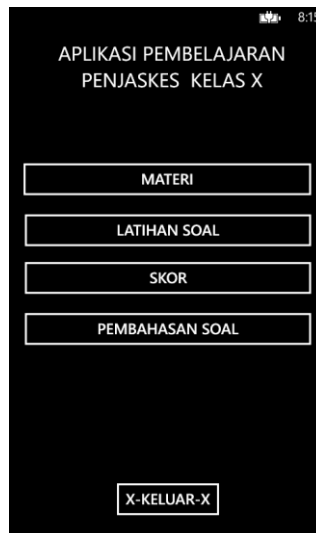 8:15
APLIKASI PEMBELAJARAN
PENJASKES KELAS X
MATERI
LATIHAN SOAL
SKOR
PEMBAHASAN SOAL
X-KELUAR-X